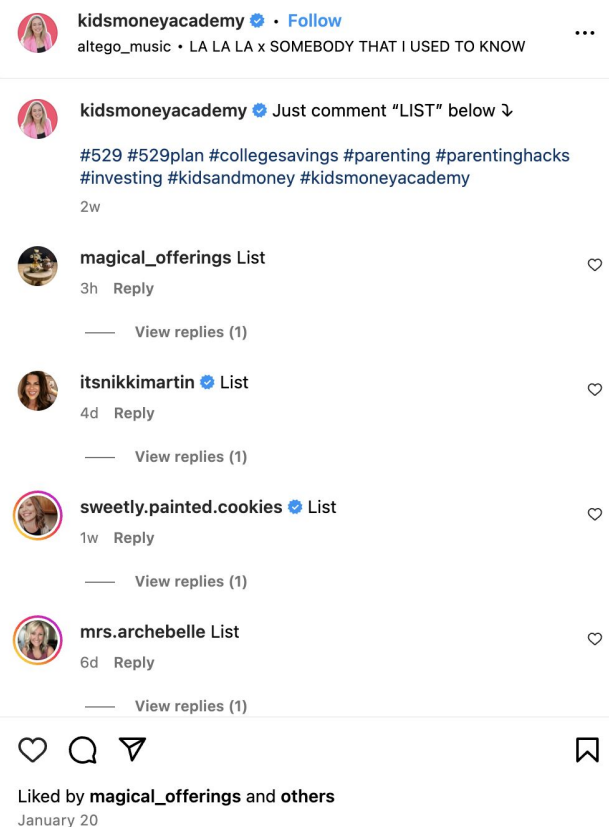 kidsmoneyacademy • Follow
altego_music • LA LA LA x SOMEBODY THAT I USED TO KNOW
kidsmoneyacademy Just comment “LIST” below ⤵
#529 #529plan #collegesavings #parenting #parentinghacks
#investing #kidsandmoney #kidsmoneyacademy
2w
magical_offerings List
3h Reply
View replies (1)
itsnikkimartin List
4d Reply
View replies (1)
sweetly.painted.cookies List
1w Reply
View replies (1)
mrs.archebelle List
6d Reply
View replies (1)
Liked by magical_offerings and others
January 20